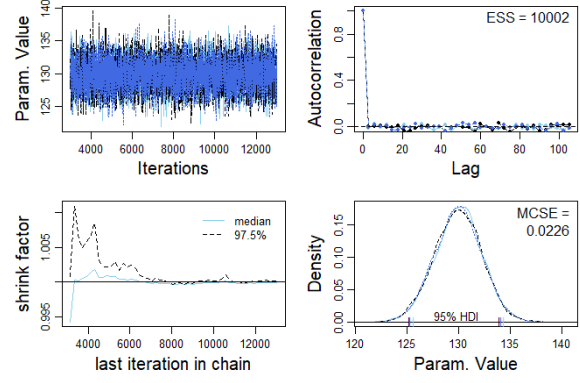 Param. Value
125
130
135
4000
6000
8000
10000
12000
Iterations
Autocorrelation
0.0
0.4
0.8
ESS = 10002
0
20
40
60
80
100
Lag
shrink factor
0.995
1.005
median
97.5%
4000
6000
8000
10000
12000
last iteration in chain
Density
0.00
0.05
0.10
0.15
MCSE =
0.0226
95% HDI
120
125
130
135
140
Param. Value